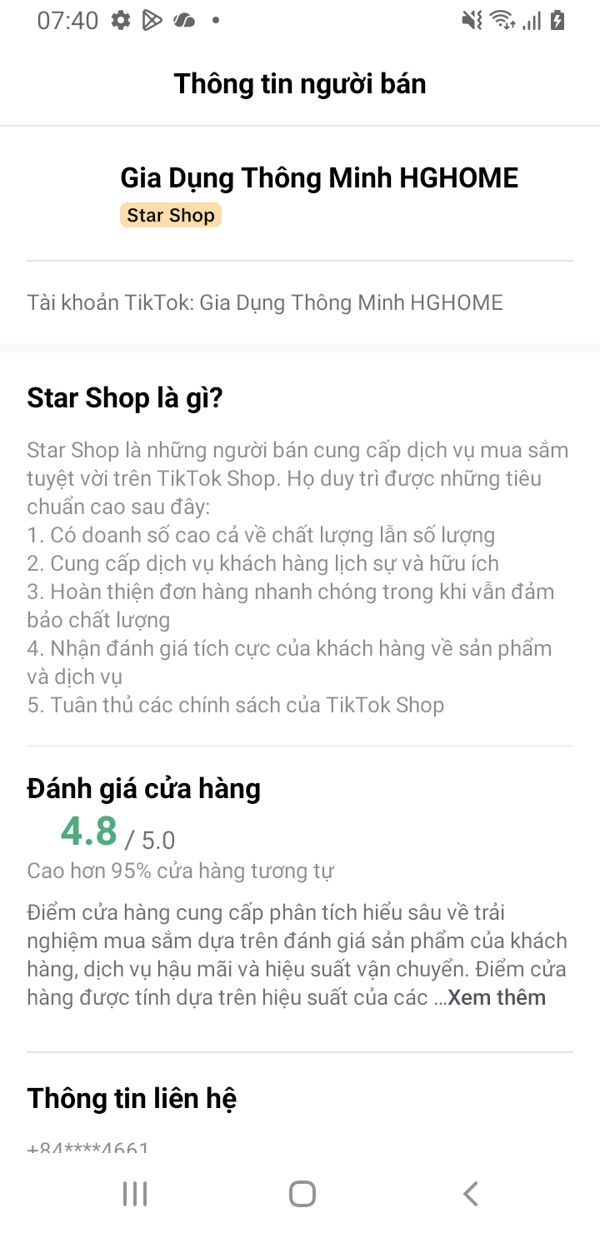 07:40
Thông tin người bán
Gia Dụng Thông Minh HGHOME
Star Shop
Tài khoản TikTok: Gia Dụng Thông Minh HGHOME
Star Shop là gì?
Star Shop là những người bán cung cấp dịch vụ mua sắm
tuyệt vời trên TikTok Shop. Họ duy trì được những tiêu
chuẩn cao sau đây:
1. Có doanh số cao cả về chất lượng lẫn số lượng
2. Cung cấp dịch vụ khách hàng lịch sự và hữu ích
3. Hoàn thiện đơn hàng nhanh chóng trong khi vẫn đảm
bảo chất lượng
4. Nhận đánh giá tích cực của khách hàng về sản phẩm
và dịch vụ
5. Tuân thủ các chính sách của TikTok Shop
Đánh giá cửa hàng
4.8 / 5.0
Cao hơn 95% cửa hàng tương tự
Điểm cửa hàng cung cấp phân tích hiểu sâu về trải
nghiệm mua sắm dựa trên đánh giá sản phẩm của khách
hàng, dịch vụ hậu mãi và hiệu suất vận chuyển. Điểm cửa
hàng được tính dựa trên hiệu suất của các ...Xem thêm
Thông tin liên hệ
+84****4661